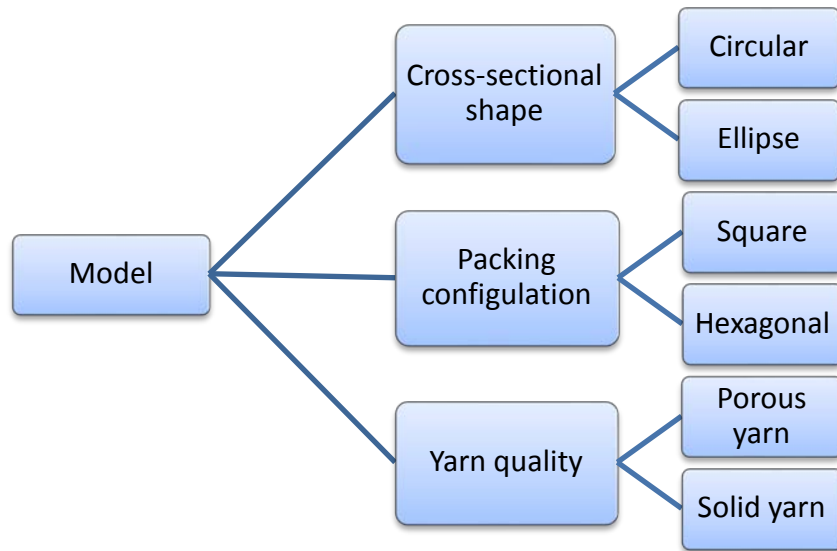 Model
Cross-sectional
shape
Circular
Ellipse
Packing
configulation
Square
Hexagonal
Yarn quality
Porous
yarn
Solid yarn